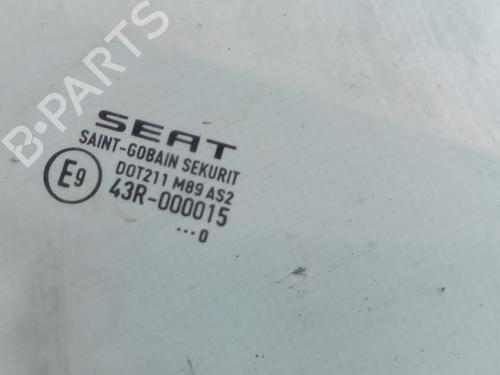 B-PARTS
SEAT
SAINT-GOBAIN SEKURIT
DOT211 M89 AS2
E9 43R-000015
...0